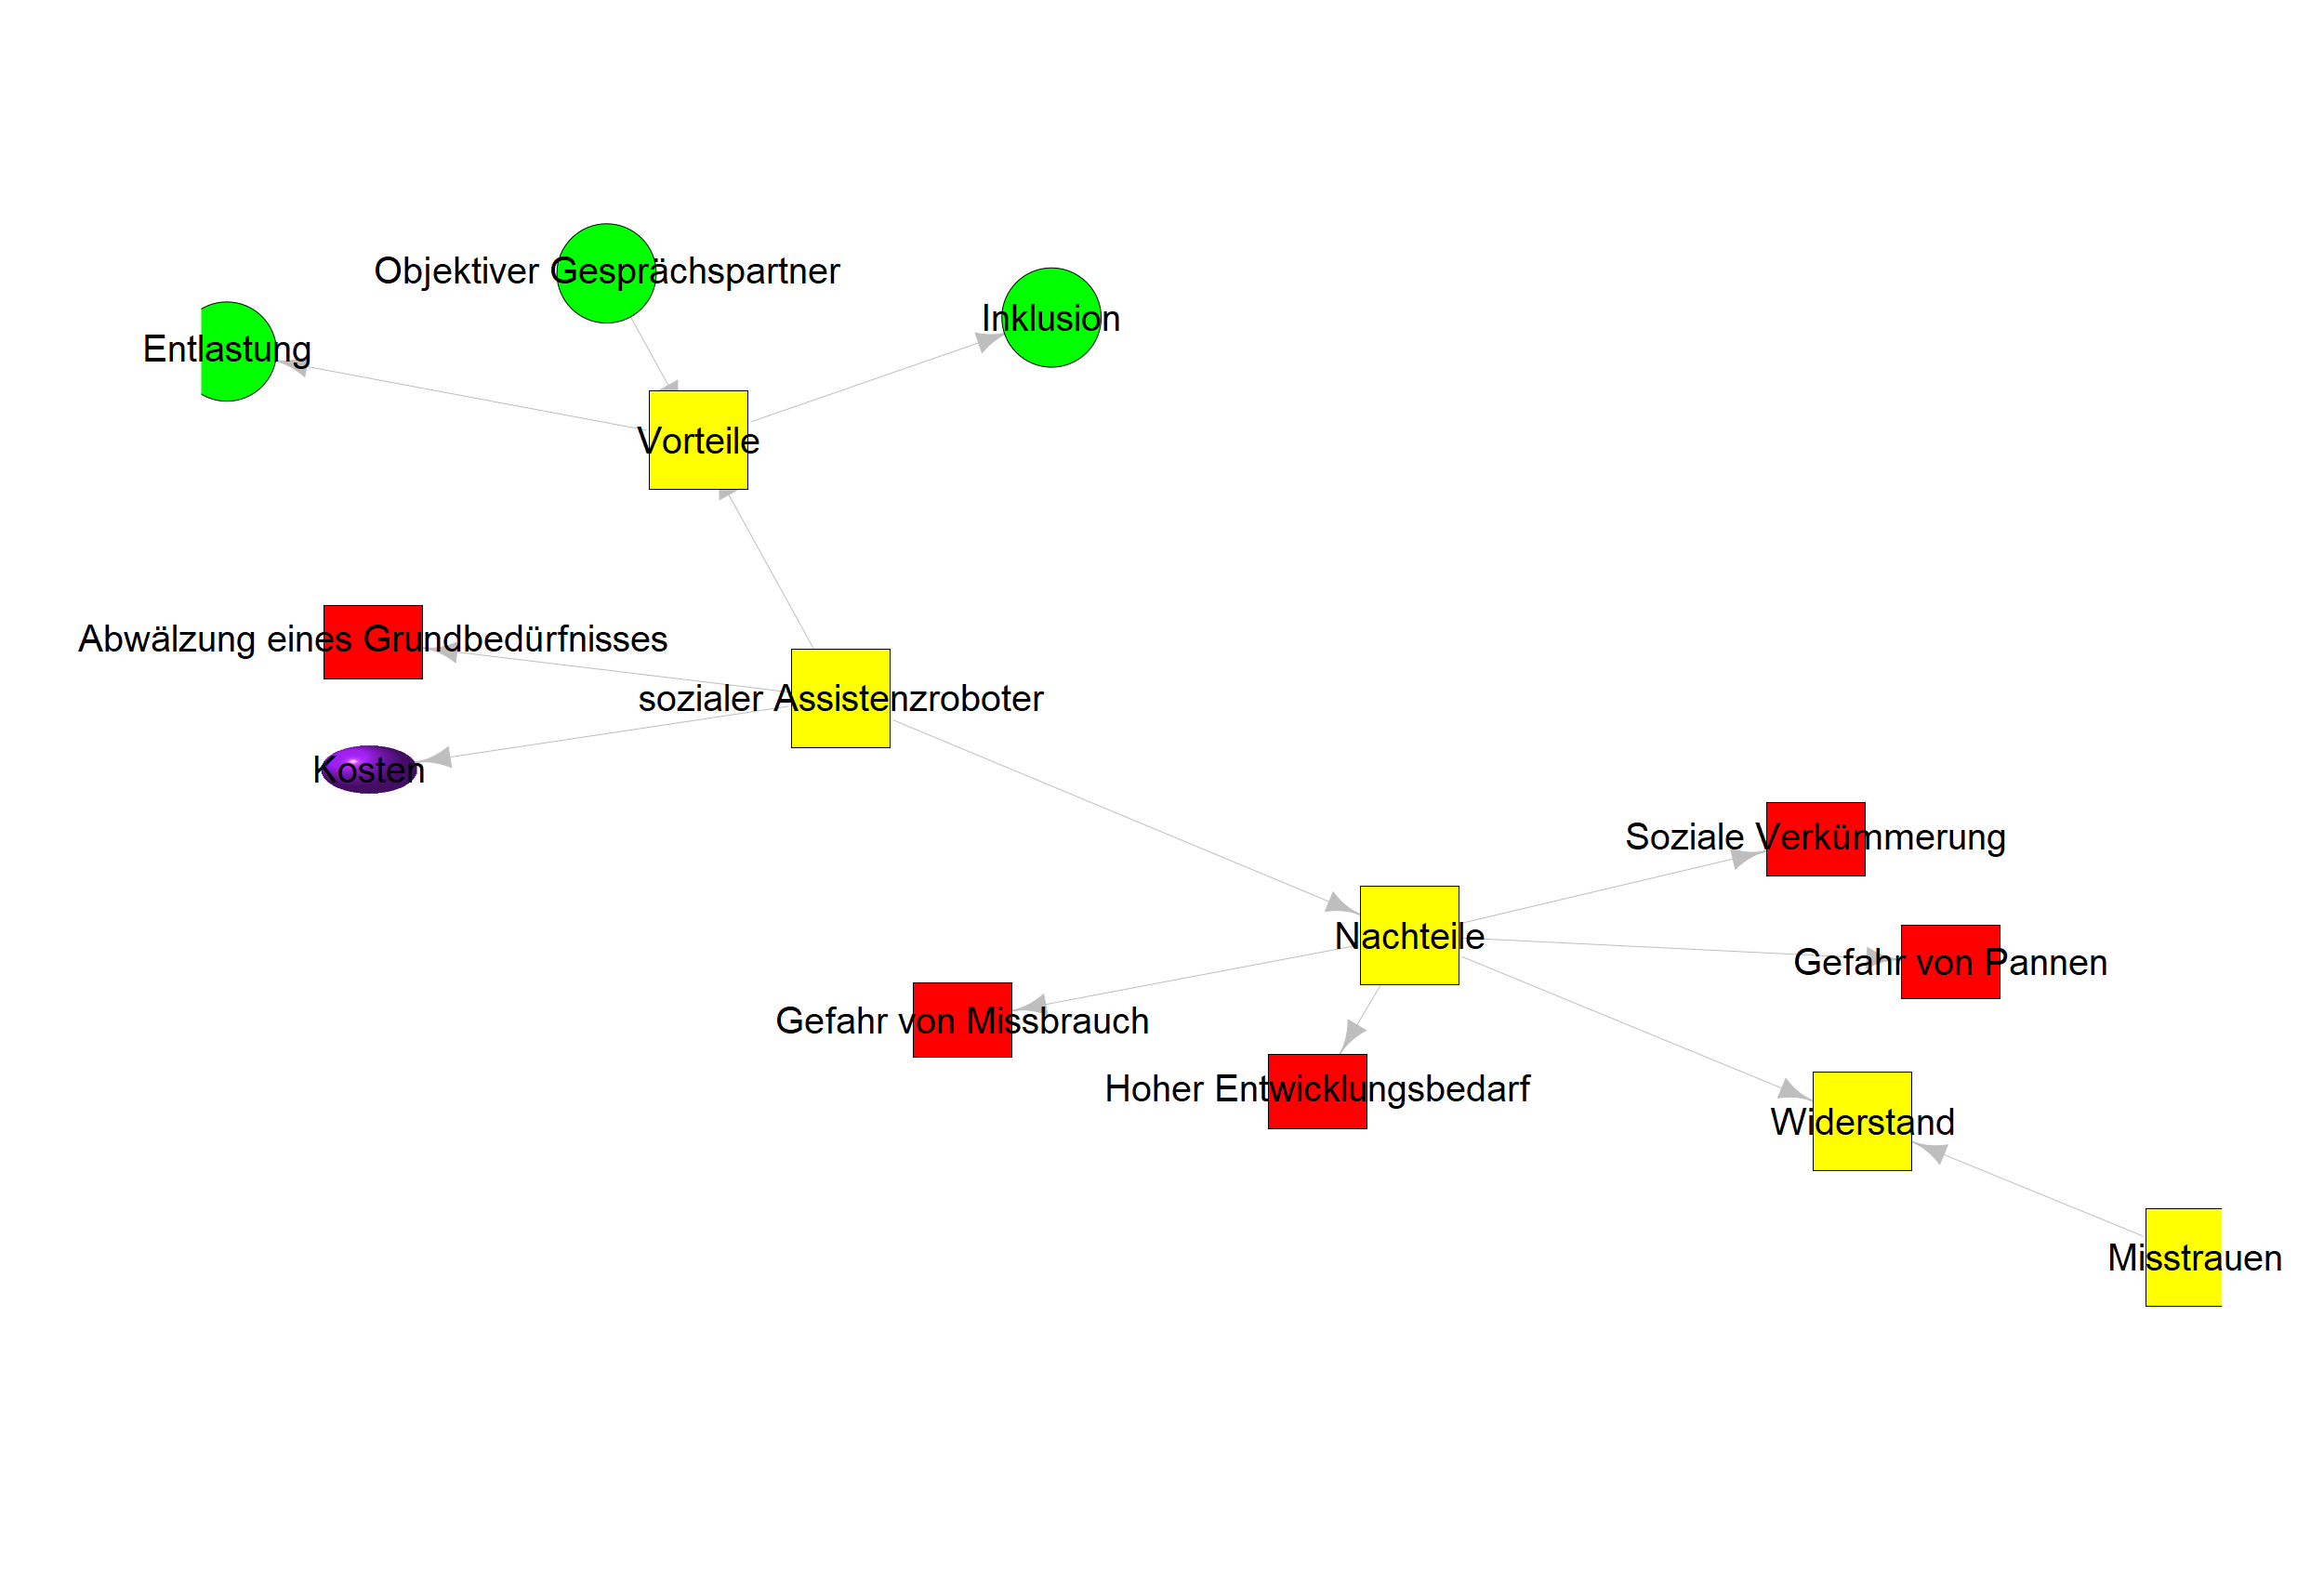 Objektiver Gesprächspartner
Inklusion
Entlastung
Vorteile
Abwälzung eines Grundbedürfnisses
sozialer Assistenzroboter
Kosten
Soziale Verkümmerung
Nachteile
Gefahr von Pannen
Gefahr von Missbrauch
Hoher Entwicklungsbedarf
Widerstand
Misstrauen